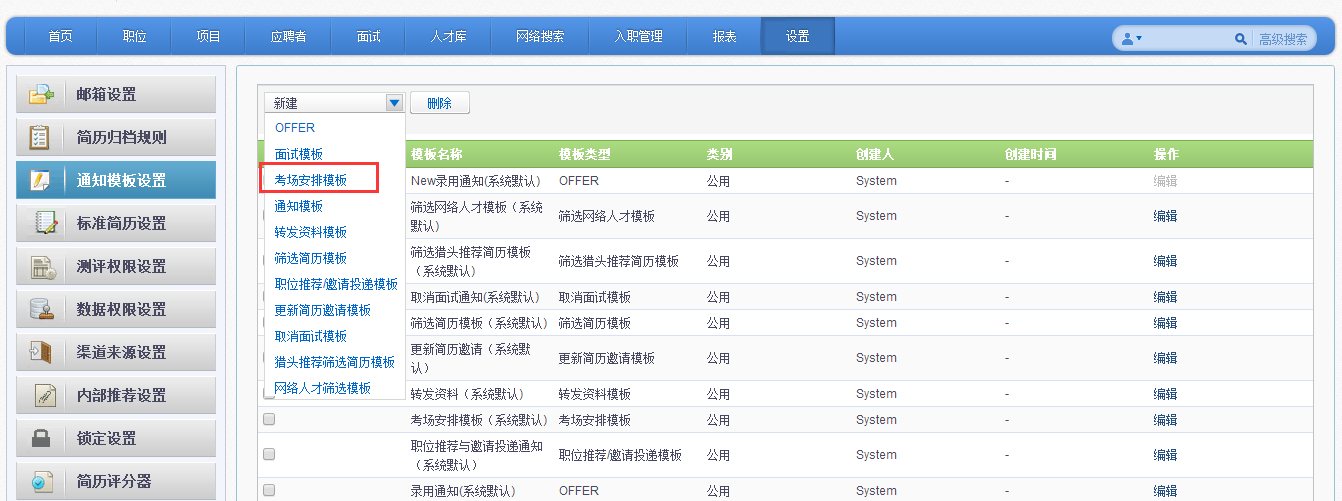 首页 职位 项目 应聘者 面试 人才库 网络搜索 入职管理 报表 设置 高级搜索
邮箱设置
简历归档规则
通知模板设置
标准简历设置
测评权限设置
数据权限设置
渠道来源设置
内部推荐设置
锁定设置
简历评分器
新建 删除
OFFER
面试模板
考场安排模板
通知模板
转发资料模板
筛选简历模板
职位推荐/邀请投递模板
更新简历邀请模板
取消面试模板
猎头推荐筛选简历模板
网络人才筛选模板
模板名称 模板类型 类别 创建人 创建时间 操作
New录用通知(系统默认) OFFER 公用 System - 编辑
筛选网络人才模板（系统
默认） 筛选网络人才模板 公用 System - 编辑
筛选猎头推荐简历模板
（系统默认） 筛选猎头推荐简历模板 公用 System - 编辑
取消面试通知(系统默认) 取消面试模板 公用 System - 编辑
筛选简历模板（系统默认） 筛选简历模板 公用 System - 编辑
更新简历邀请（系统默
认） 更新简历邀请模板 公用 System - 编辑
转发资料（系统默认） 转发资料模板 公用 System - 编辑
考场安排模板（系统默认） 考场安排模板 公用 System - 编辑
职位推荐与邀请投递通知
（系统默认） 职位推荐/邀请投递模板 公用 System - 编辑
录用通知(系统默认) OFFER 公用 System - 编辑